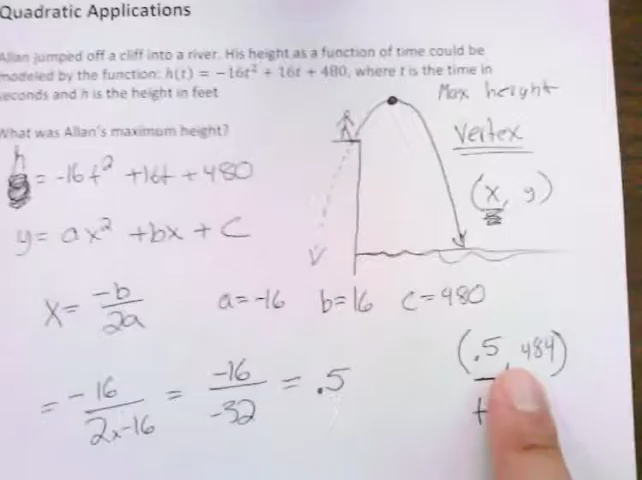 Quadratic Applications
Allan jumped off a cliff into a river. His height as a function of time could be
modeled by the function: h(t) = −16t² + 16t + 480, where t is the time in
seconds and h is the height in feet
Max height
What was Allan's maximum height?
Vertex
h = -16t² +16t + 480
(x, y)
y = ax² + bx + C
X = -b/2a a = -16 b = 16 C = 480
(.5, 484)
= -16/2x-16 = -16/-32 = .5
t